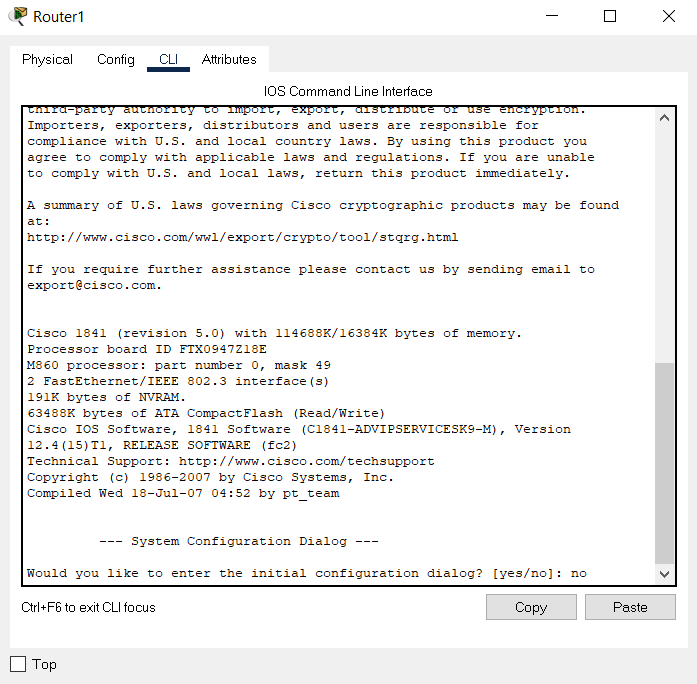 Router1
Physical Config CLI Attributes
IOS Command Line Interface
third-party authority to import, export, distribute or use encryption.
Importers, exporters, distributors and users are responsible for
compliance with U.S. and local country laws. By using this product you
agree to comply with applicable laws and regulations. If you are unable
to comply with U.S. and local laws, return this product immediately.
A summary of U.S. laws governing Cisco cryptographic products may be found
at:
http://www.cisco.com/wwl/export/crypto/tool/stqrg.html
If you require further assistance please contact us by sending email to
export@cisco.com.
Cisco 1841 (revision 5.0) with 114688K/16384K bytes of memory.
Processor board ID FTX0947Z18E
M860 processor: part number 0, mask 49
2 FastEthernet/IEEE 802.3 interface(s)
191K bytes of NVRAM.
63488K bytes of ATA CompactFlash (Read/Write)
Cisco IOS Software, 1841 Software (C1841-ADVIPSERVICESK9-M), Version
12.4(15)T1, RELEASE SOFTWARE (fc2)
Technical Support: http://www.cisco.com/techsupport
Copyright (c) 1986-2007 by Cisco Systems, Inc.
Compiled Wed 18-Jul-07 04:52 by pt_team
--- System Configuration Dialog ---
Would you like to enter the initial configuration dialog? [yes/no]: no
Ctrl+F6 to exit CLI focus
Copy Paste
Top